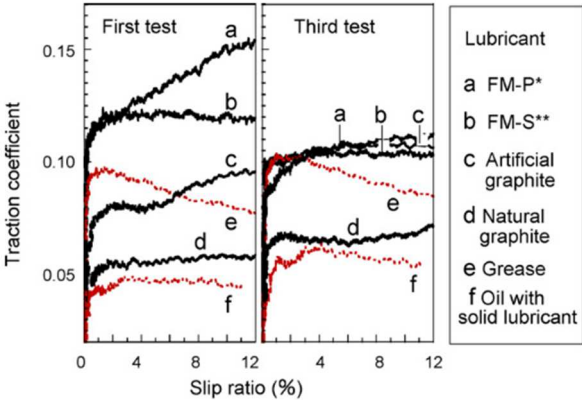 First test
Third test
Lubricant
a FM-P*
b FM-S**
c Artificial
graphite
d Natural
graphite
e Grease
f Oil with
solid lubricant
Traction coefficient
0.15
0.10
0.05
a
b
c
e
d
f
a b c
e
d
f
0 4 8 12
4 8 12
Slip ratio (%)